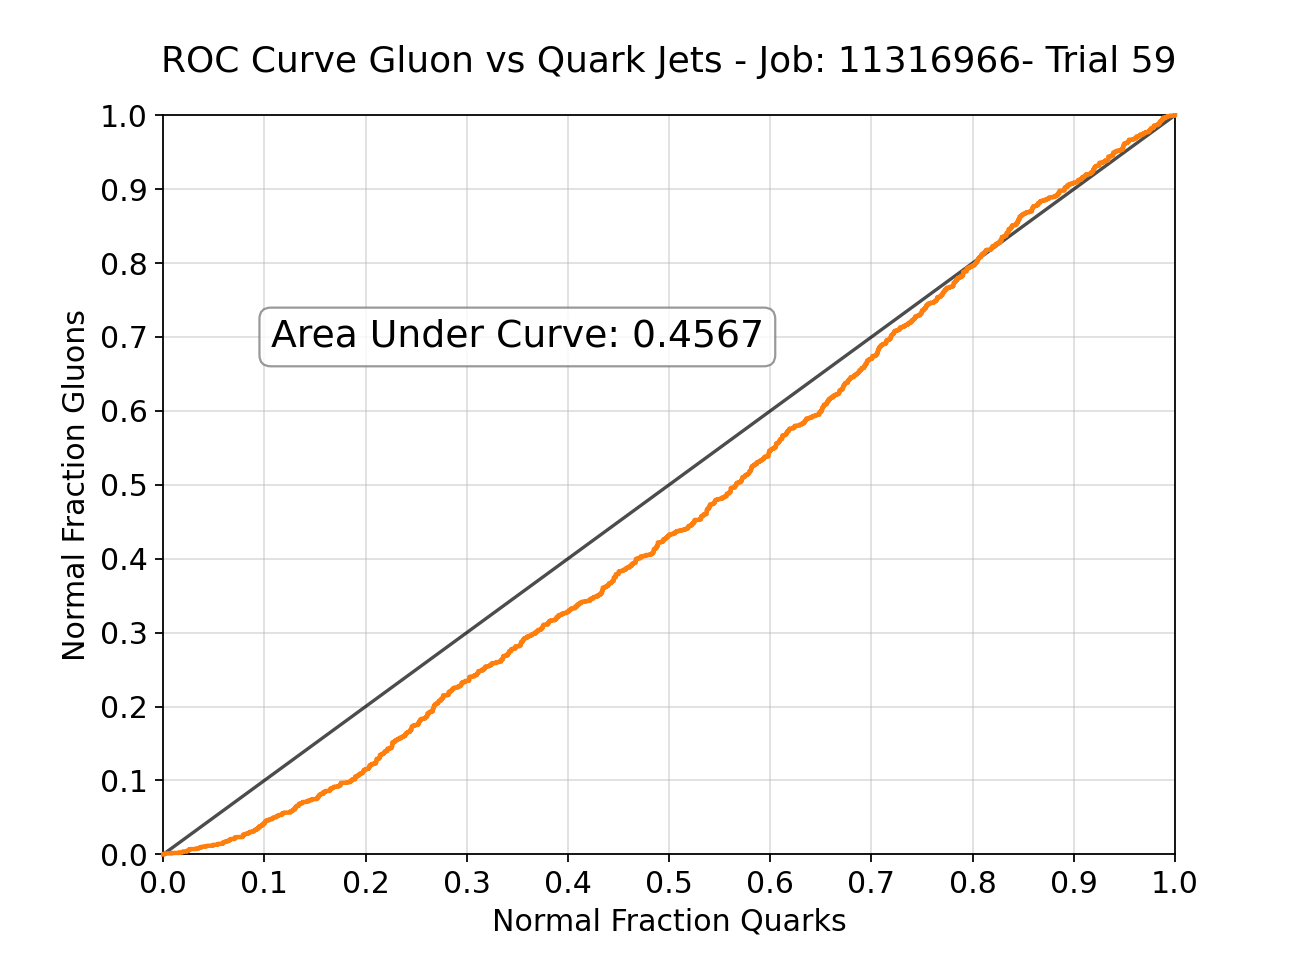 ROC Curve Gluon vs Quark Jets - Job: 11316966- Trial 59
1.0
0.9
0.8
0.7
0.6
0.5
0.4
0.3
0.2
0.1
0.0
Normal Fraction Gluons
Area Under Curve: 0.4567
0.0 0.1 0.2 0.3 0.4 0.5 0.6 0.7 0.8 0.9 1.0
Normal Fraction Quarks